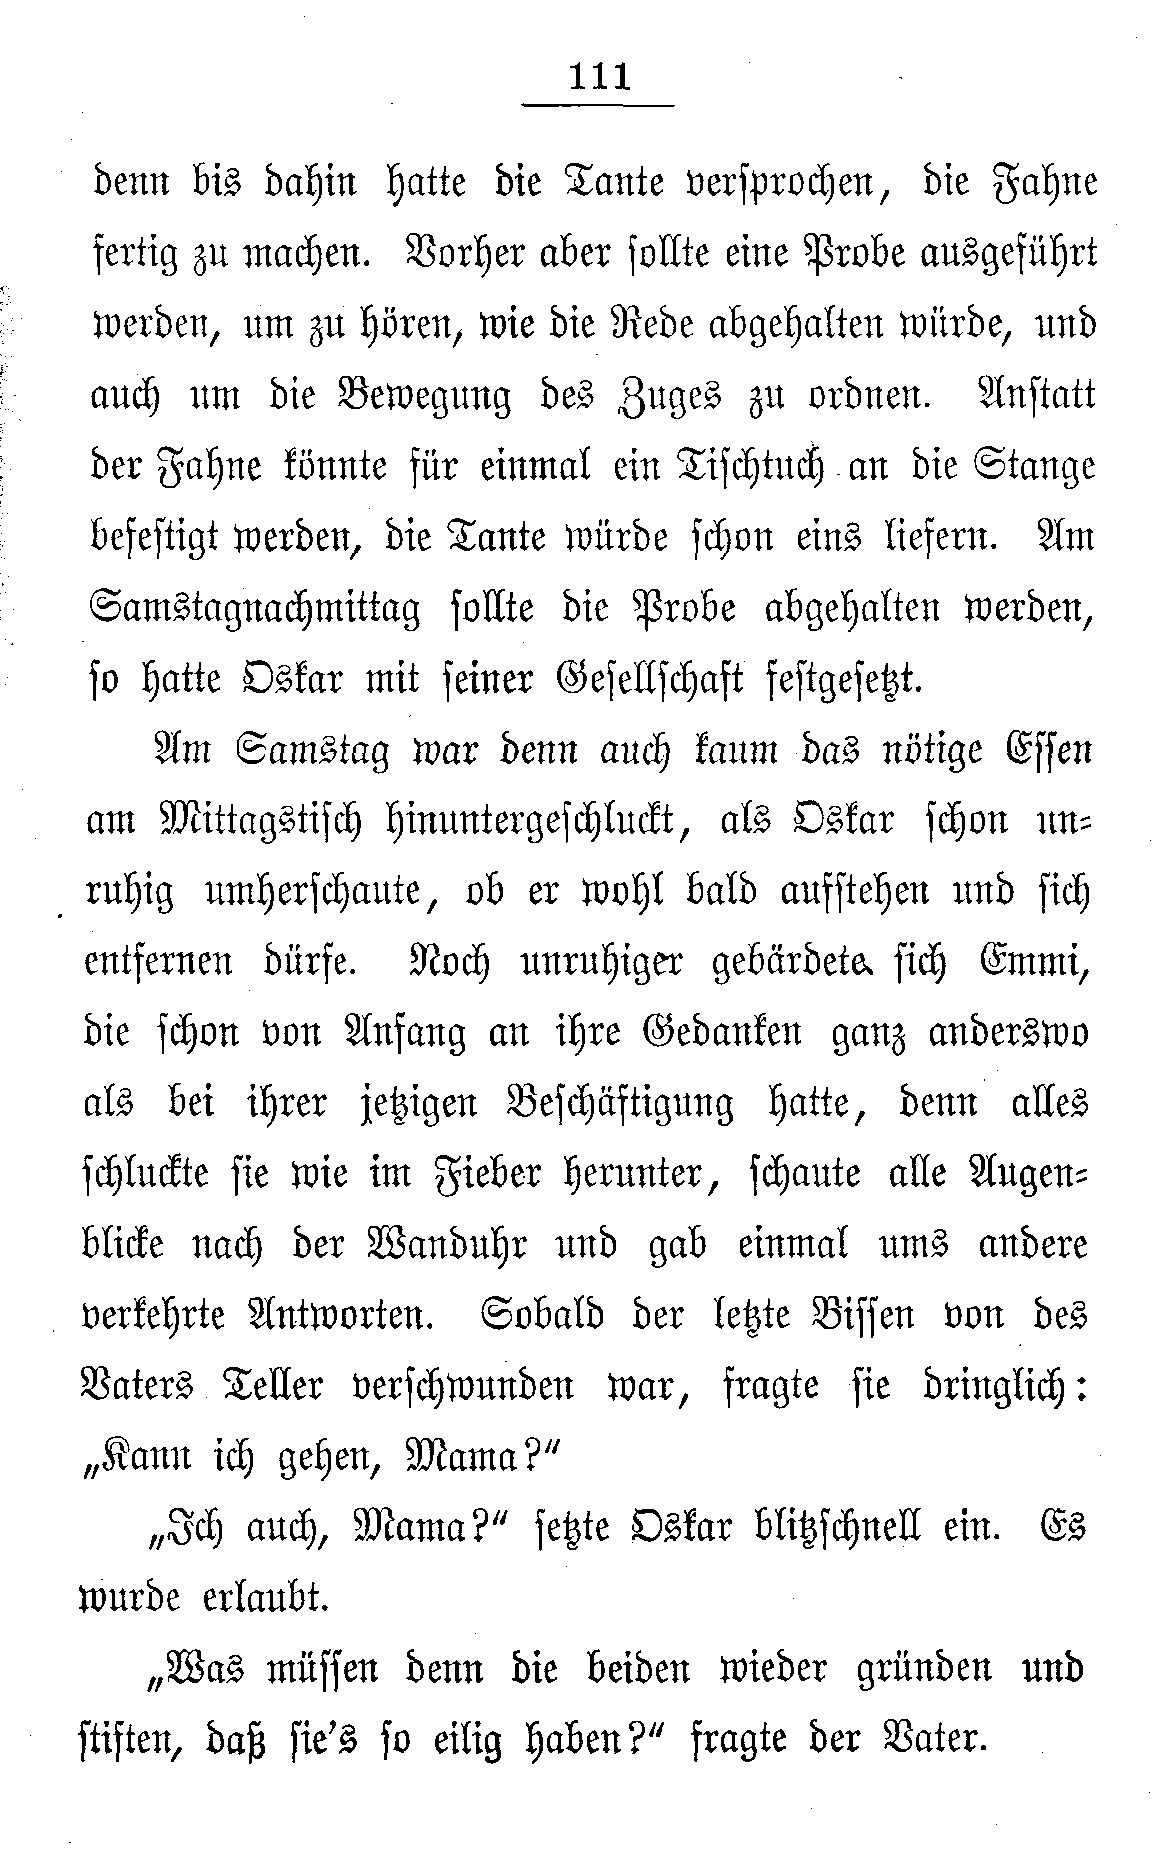 111
denn bis dahin hatte die Tante versprochen, die Fahne
fertig zu machen. Vorher aber sollte eine Probe ausgeführt
werden, um zu hören, wie die Rede abgehalten würde, und
auch um die Bewegung des Zuges zu ordnen. Anstatt
der Fahne könnte für einmal ein Tischtuch an die Stange
befestigt werden, die Tante würde schon eins liefern. Am
Samstagnachmittag sollte die Probe abgehalten werden,
so hatte Oskar mit seiner Gesellschaft festgesetzt.
Am Samstag war denn auch kaum das nötige Essen
am Mittagstisch hinuntergeschluckt, als Oskar schon un-
ruhig umherschaute, ob er wohl bald aufstehen und sich
entfernen dürfe. Noch unruhiger gebärdete sich Emmi,
die schon von Anfang an ihre Gedanken ganz anderswo
als bei ihrer jetzigen Beschäftigung hatte, denn alles
schluckte sie wie im Fieber herunter, schaute alle Augen-
blicke nach der Wanduhr und gab einmal ums andere
verkehrte Antworten. Sobald der letzte Bissen von des
Vaters Teller verschwunden war, fragte sie dringlich:
„Kann ich gehen, Mama?“
„Ich auch, Mama?“ setzte Oskar blitzschnell ein. Es
wurde erlaubt.
„Was müssen denn die beiden wieder gründen und
stiften, daß sie's so eilig haben?“ fragte der Vater.